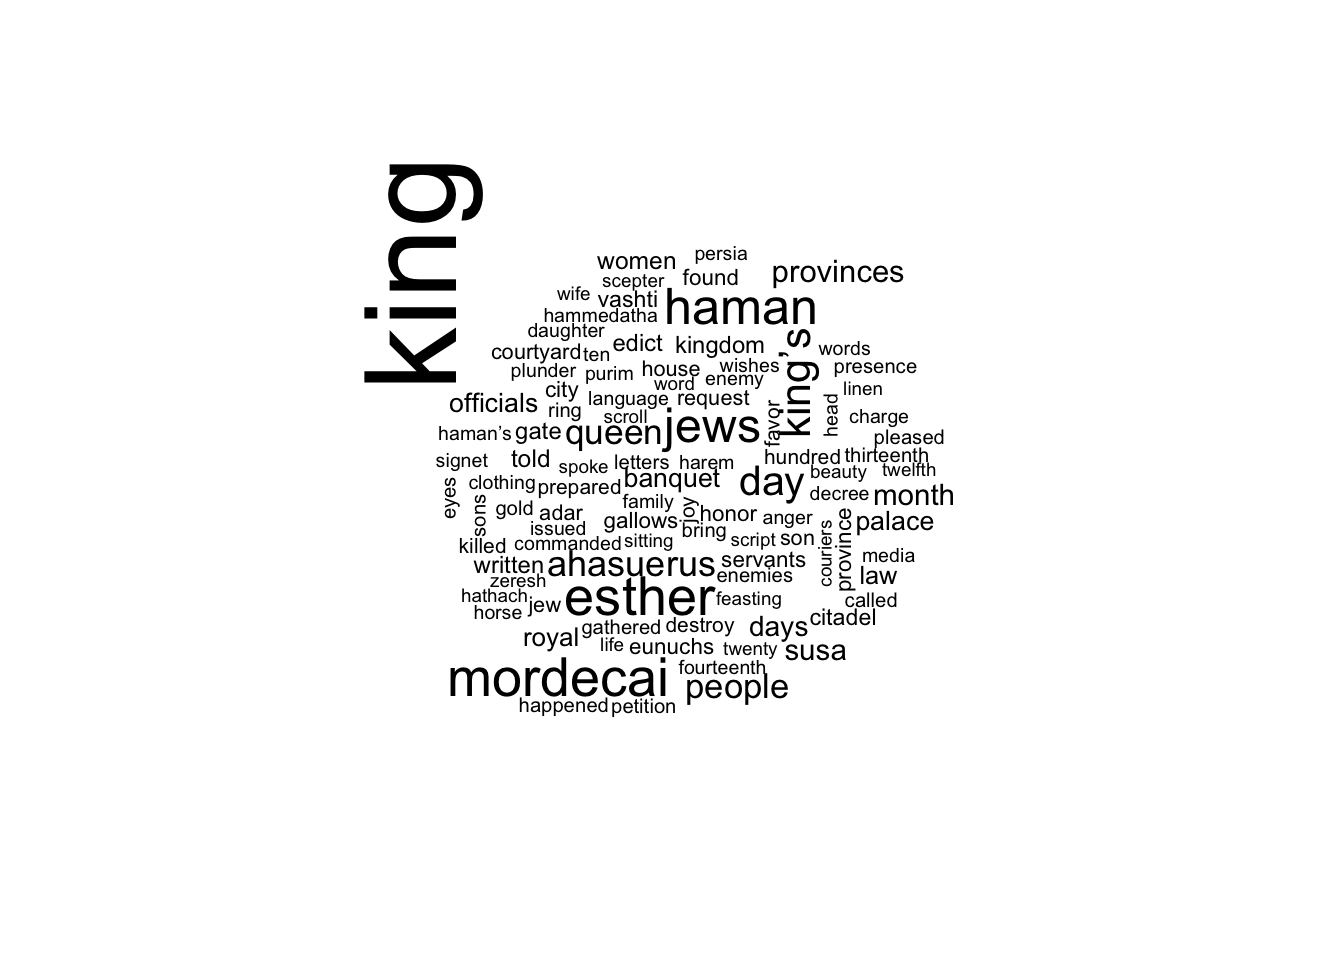 king
women persia
scepter found provinces
wife vashti haman
hammedatha
daughter
courtyard ten edict kingdom king’s words
plunder purim house wishes presence
word enemy
officials city language request linen
ring scroll favor head charge
haman’s gate queen jews pleased
signet told spoke letters harem hundred thirteenth
clothing prepared banquet day beauty twelfth
eyes sons family decree month
gold adar gallows joy honor anger palace
issued bring
killed commanded sitting script son couriers province media
written ahasuerus servants law
zeresh enemies
hathach esther feasting called
horse jew citadel
royal gathered destroy days
life eunuchs twenty susa
mordecai fourteenth people
happened petition